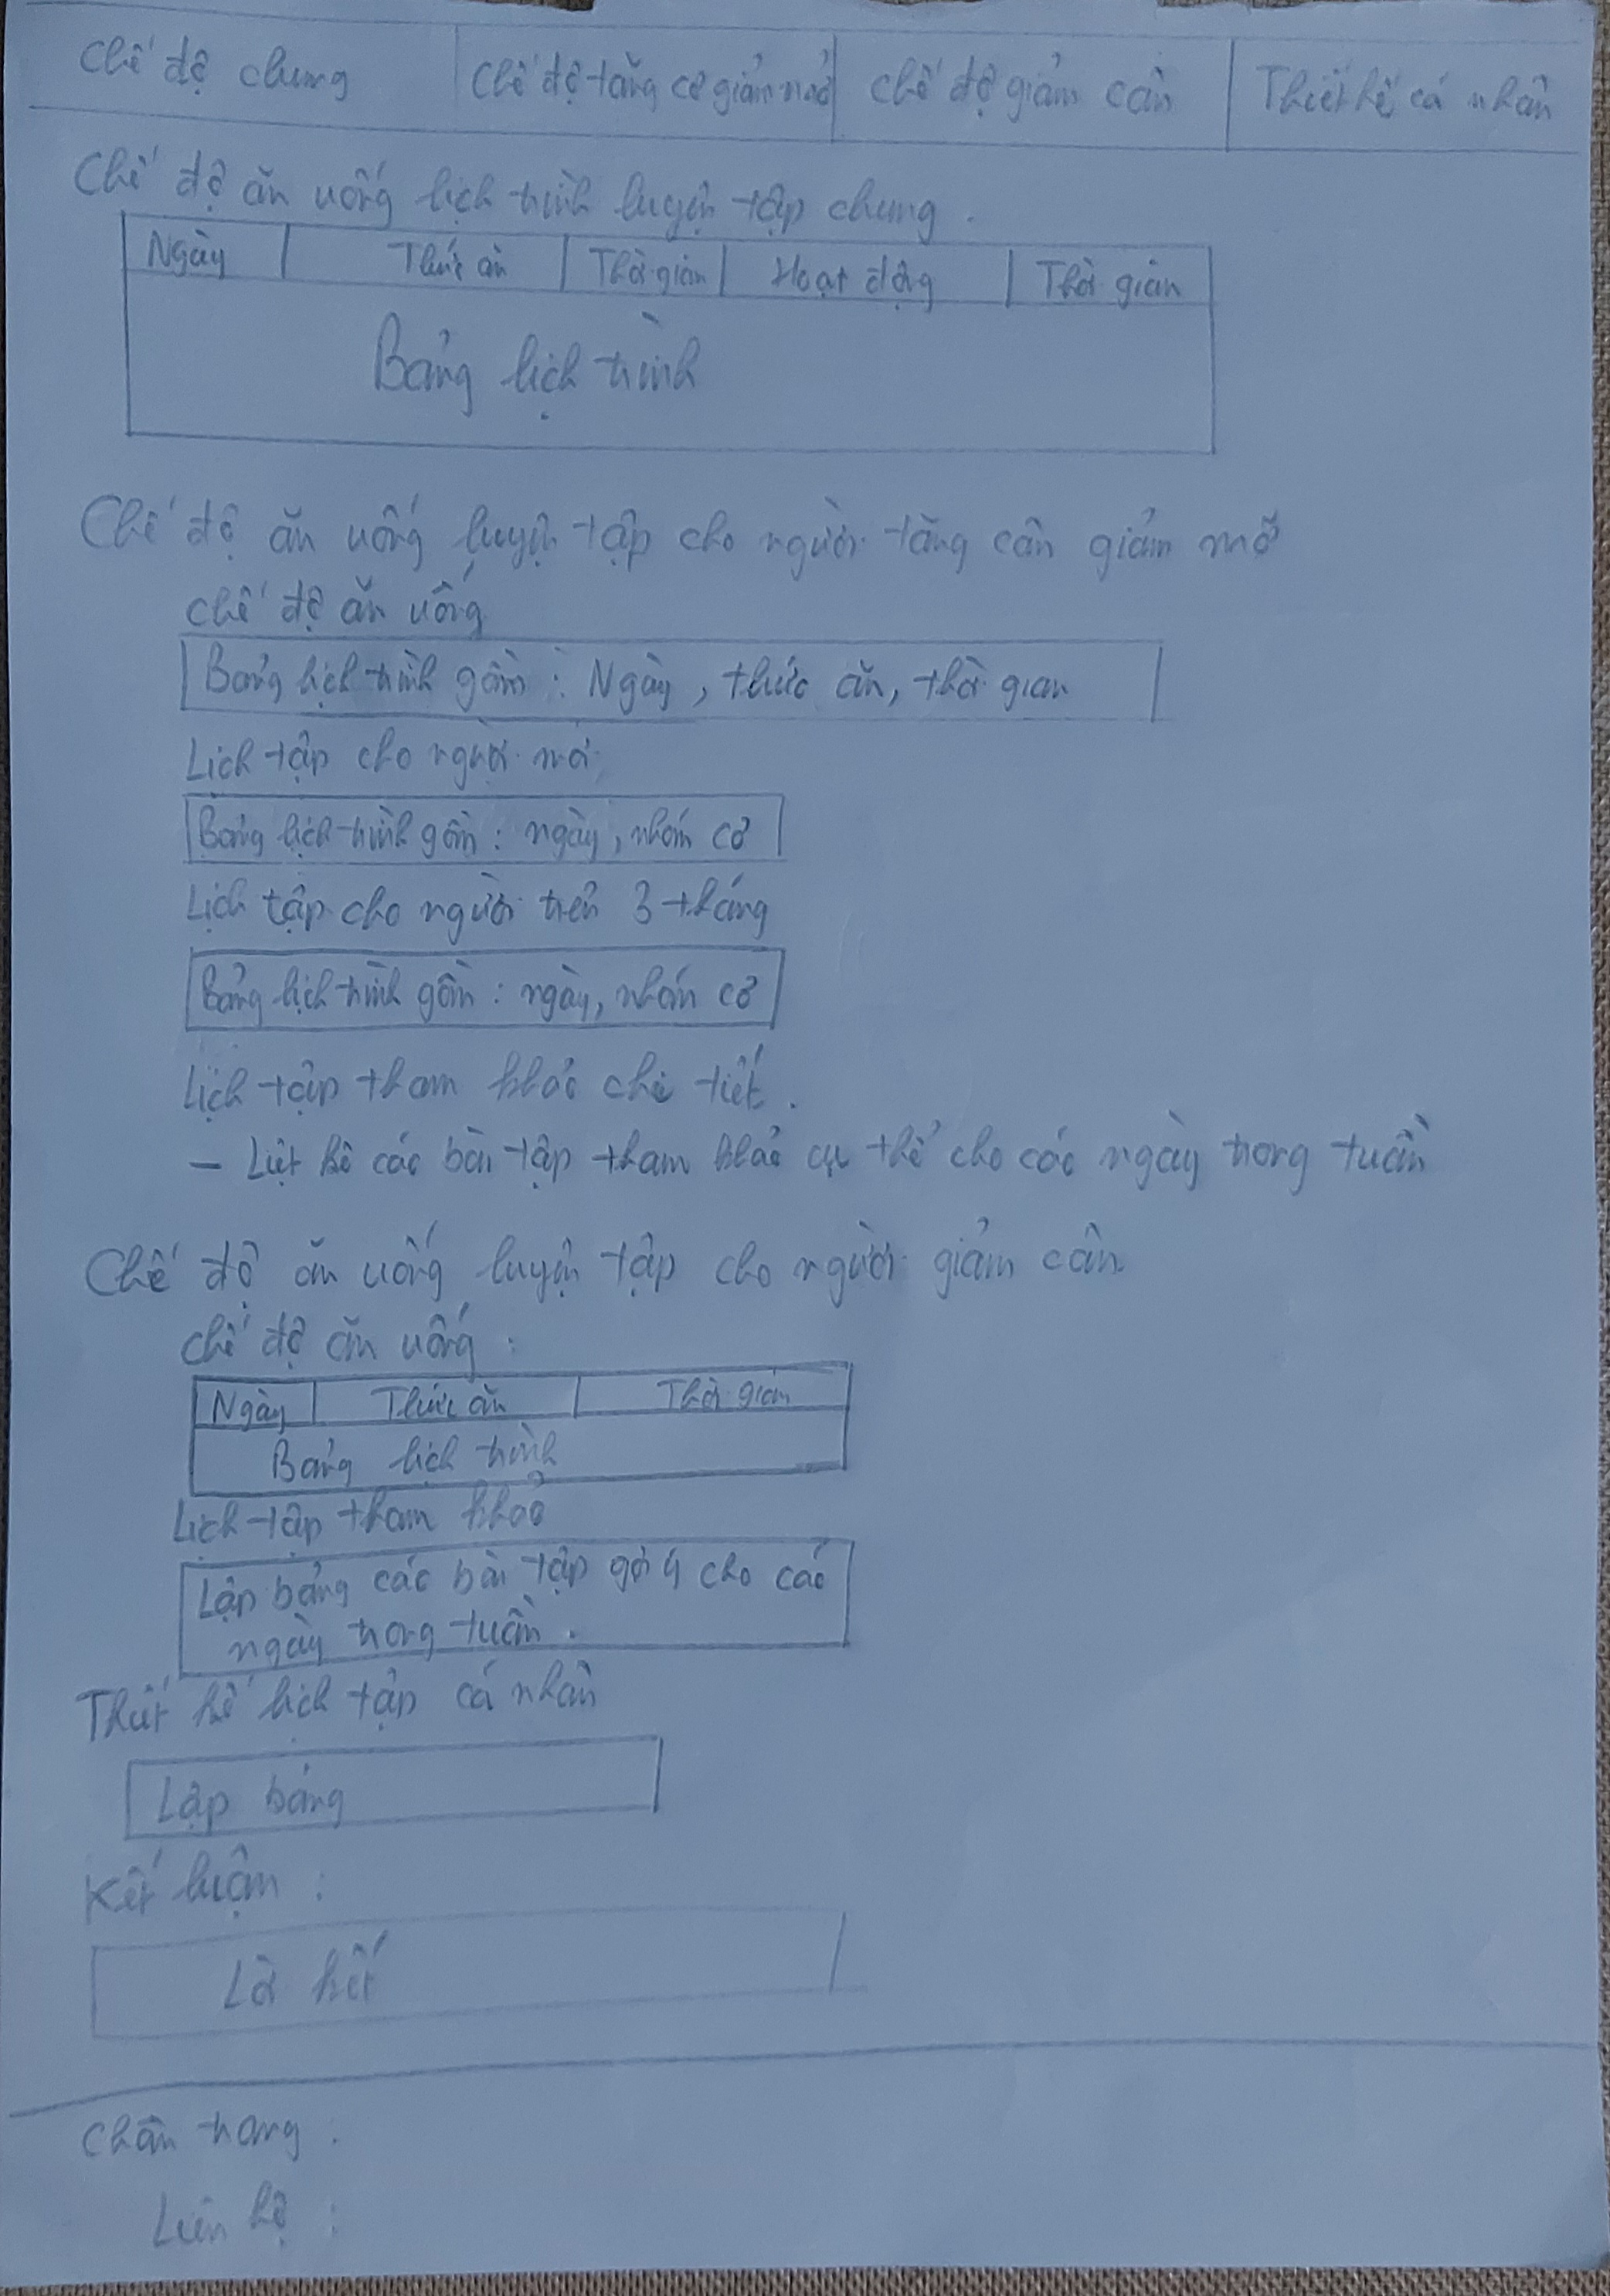 Chế độ chung
Chế độ tăng cơ giảm mỡ
Chế độ giảm cân
Thiết kế cá nhân
Chế độ ăn uống lịch trình luyện tập chung.
Ngày
Thức ăn
Thời gian
Hoạt động
Thời gian
Bảng lịch trình
Chế độ ăn uống luyện tập cho người tăng cân giảm mỡ
Chế độ ăn uống
Bảng lịch trình gồm: Ngày, thức ăn, thời gian
Lịch tập cho người mới
Bảng lịch trình gồm: ngày, nhóm cơ
Lịch tập cho người trên 3 tháng
Bảng lịch trình gồm: ngày, nhóm cơ
Lịch tập tham khảo chi tiết.
– Liệt kê các bài tập tham khảo cụ thể cho các ngày trong tuần
Chế độ ăn uống luyện tập cho người giảm cân
Chế độ ăn uống:
Ngày
Thức ăn
Thời gian
Bảng lịch trình
Lịch tập tham khảo
Lập bảng các bài tập gợi ý cho các
ngày trong tuần.
Thiết kế lịch tập cá nhân
Lập bảng
Kết luận:
Lời kết
Chân trang:
Liên hệ: